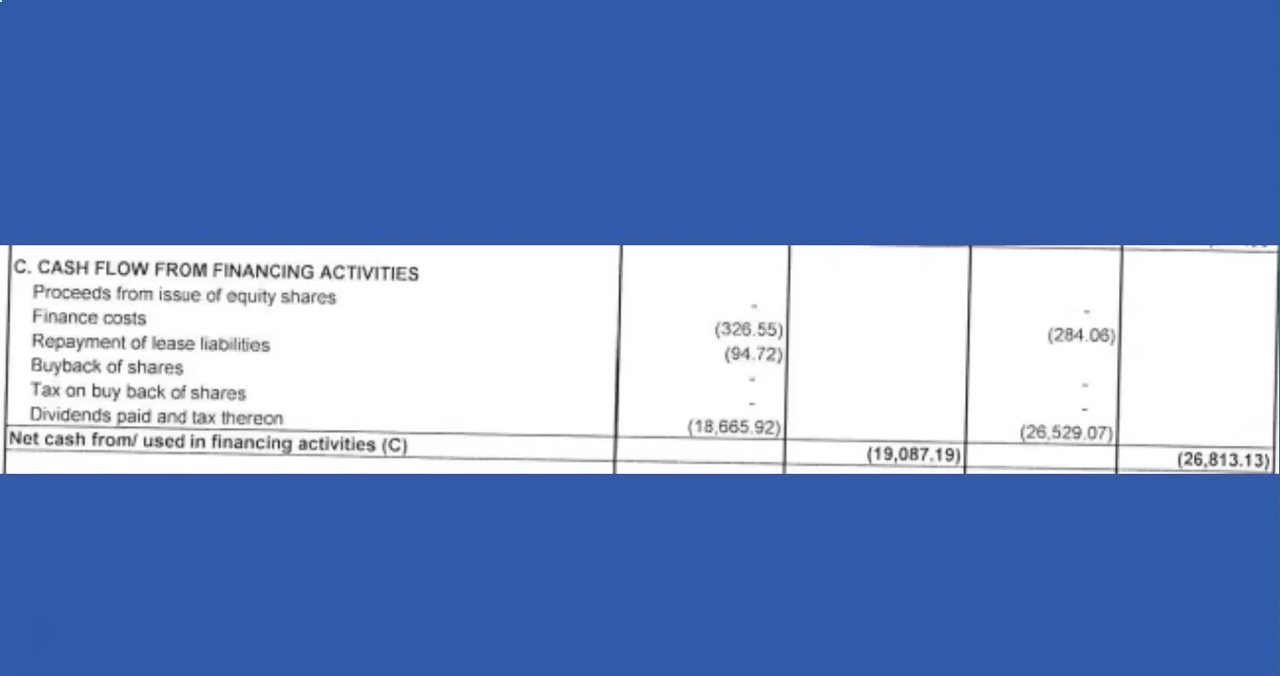 C. CASH FLOW FROM FINANCING ACTIVITIES
Proceeds from issue of equity shares - -
Finance costs (326.55) (284.06)
Repayment of lease liabilities (94.72)
Buyback of shares - -
Tax on buy back of shares - -
Dividends paid and tax thereon (18,665.92) (26,529.07)
Net cash from/ used in financing activities (C) (19,087.19) (26,813.13)